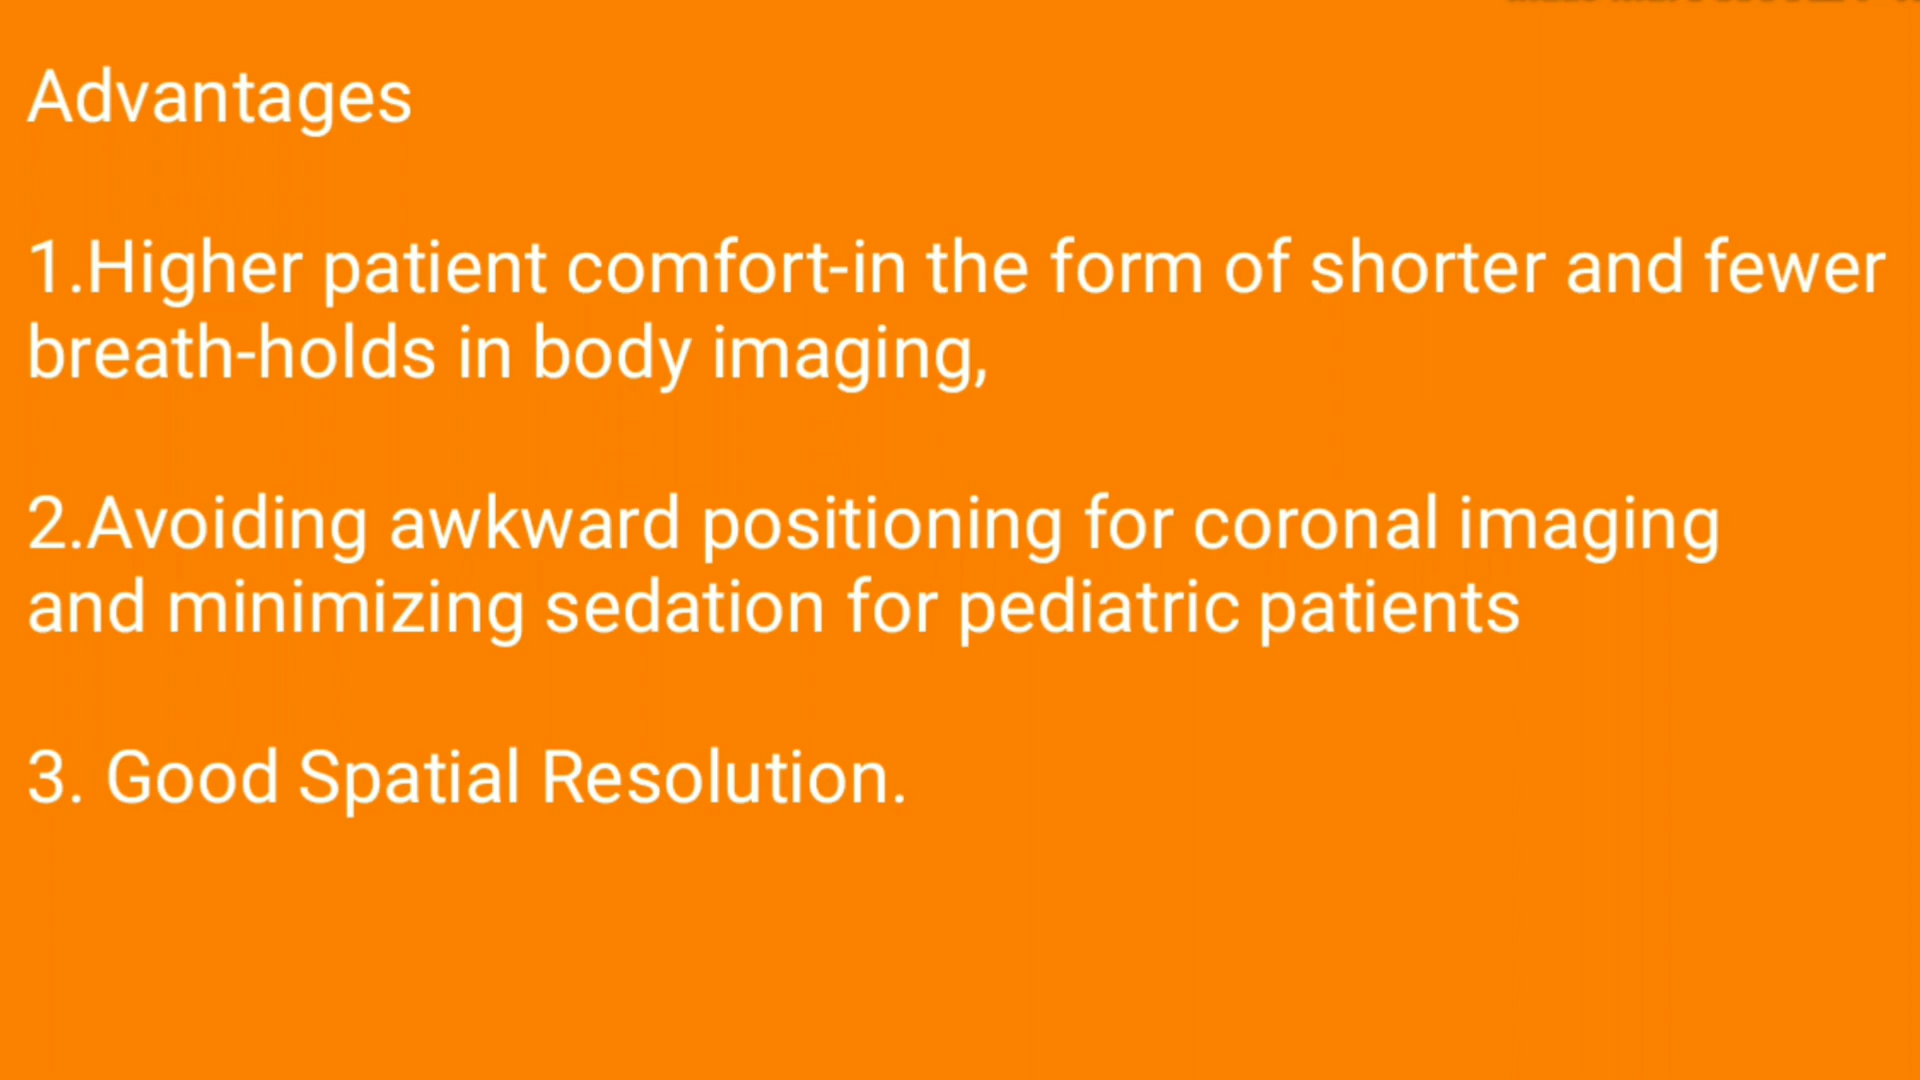 Advantages
1.Higher patient comfort-in the form of shorter and fewer
breath-holds in body imaging,
2.Avoiding awkward positioning for coronal imaging
and minimizing sedation for pediatric patients
3. Good Spatial Resolution.